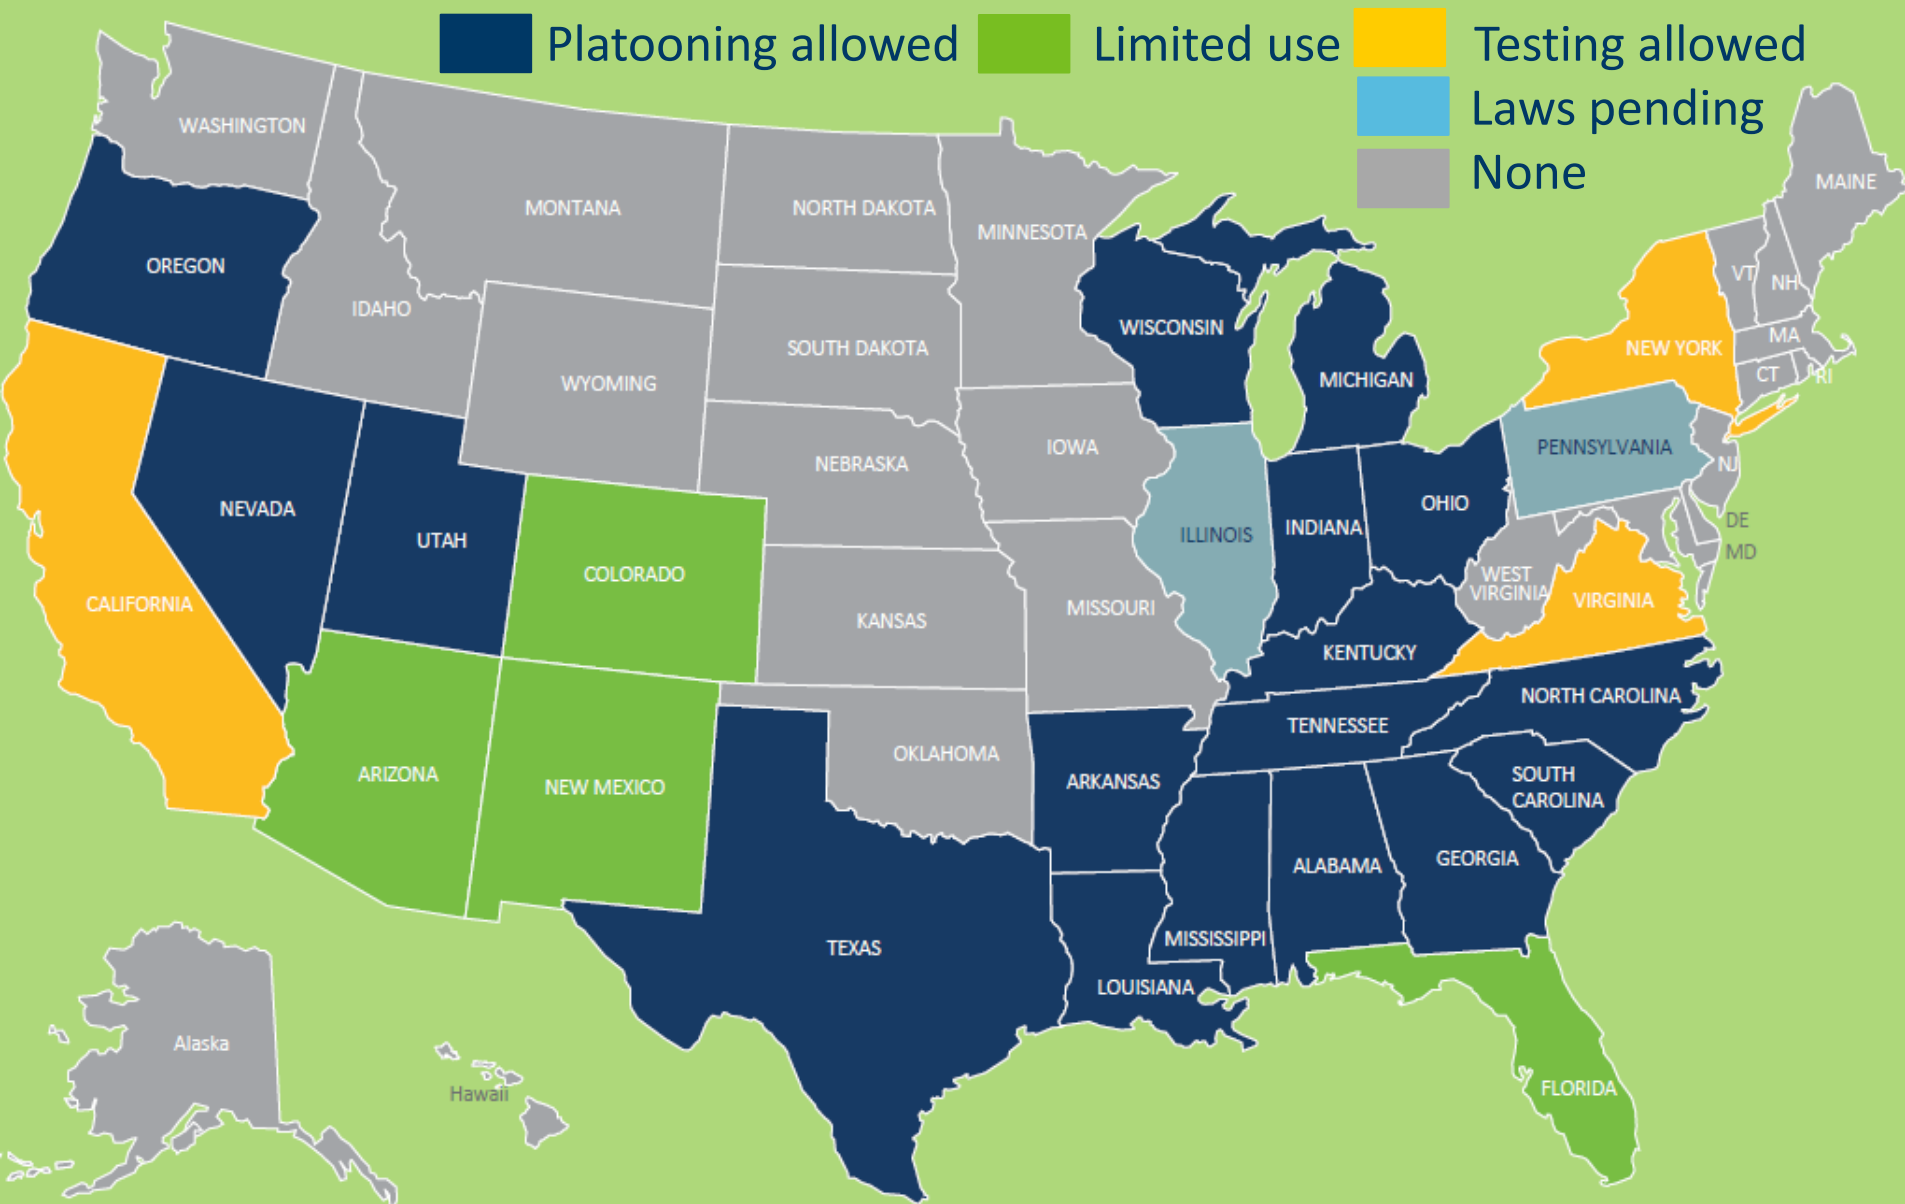 Platooning allowed
Limited use
Testing allowed
Laws pending
None
WASHINGTON
MAINE
MONTANA
NORTH DAKOTA
MINNESOTA
OREGON
VT
NH
IDAHO
WISCONSIN
MA
SOUTH DAKOTA
NEW YORK
CT
RI
WYOMING
MICHIGAN
IOWA
PENNSYLVANIA
NEBRASKA
NJ
NEVADA
OHIO
UTAH
ILLINOIS
INDIANA
DE
MD
COLORADO
WEST
VIRGINIA
CALIFORNIA
MISSOURI
VIRGINIA
KANSAS
KENTUCKY
NORTH CAROLINA
TENNESSEE
OKLAHOMA
ARIZONA
NEW MEXICO
ARKANSAS
SOUTH
CAROLINA
ALABAMA
GEORGIA
TEXAS
MISSISSIPPI
LOUISIANA
Alaska
Hawaii
FLORIDA